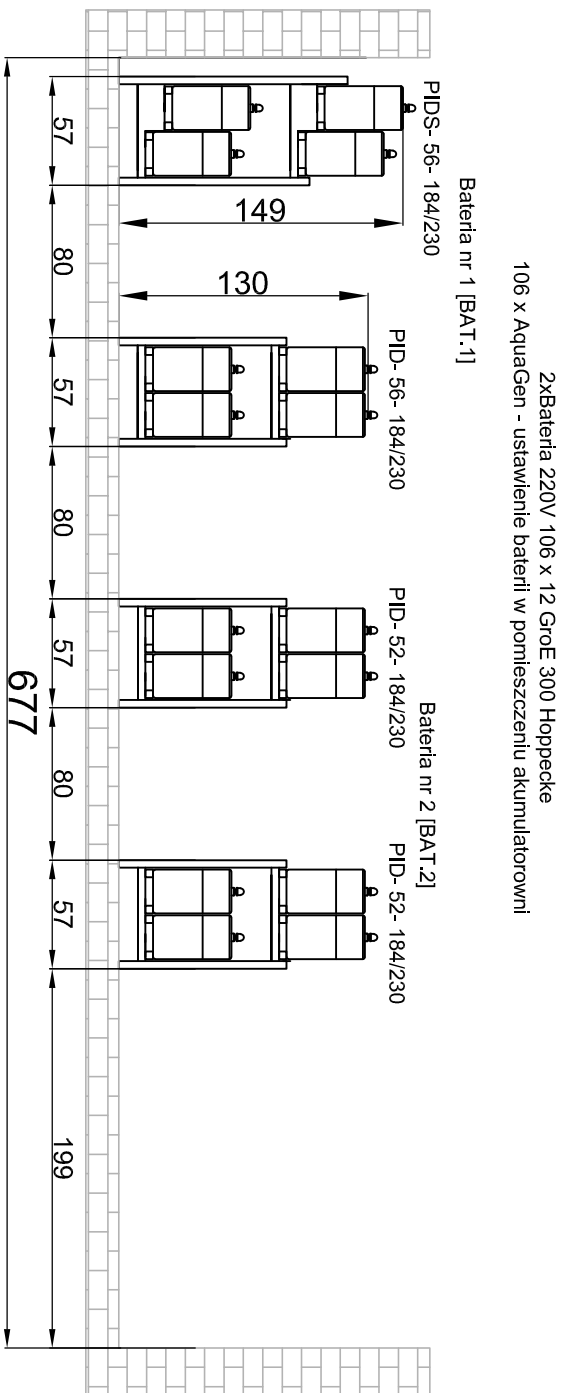 2xBateria 220V 106 x 12 GroE 300 Hoppecke
106 x AquaGen - ustawienie baterii w pomieszczeniu akumulatorowni
Bateria nr 1 [BAT.1]
Bateria nr 2 [BAT.2]
PIDS- 56- 184/230
PID- 56- 184/230
PID- 52- 184/230
PID- 52- 184/230
149
130
57
80
57
80
57
80
57
199
677